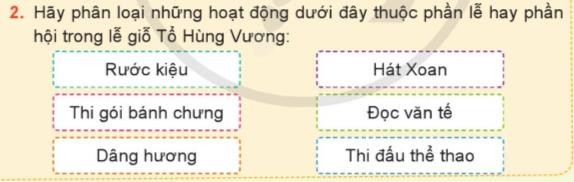 2. Hãy phân loại những hoạt động dưới đây thuộc phần lễ hay phần
hội trong lễ giỗ Tổ Hùng Vương:
Rước kiệu
Hát Xoan
Thi gói bánh chưng
Đọc văn tế
Dâng hương
Thi đấu thể thao